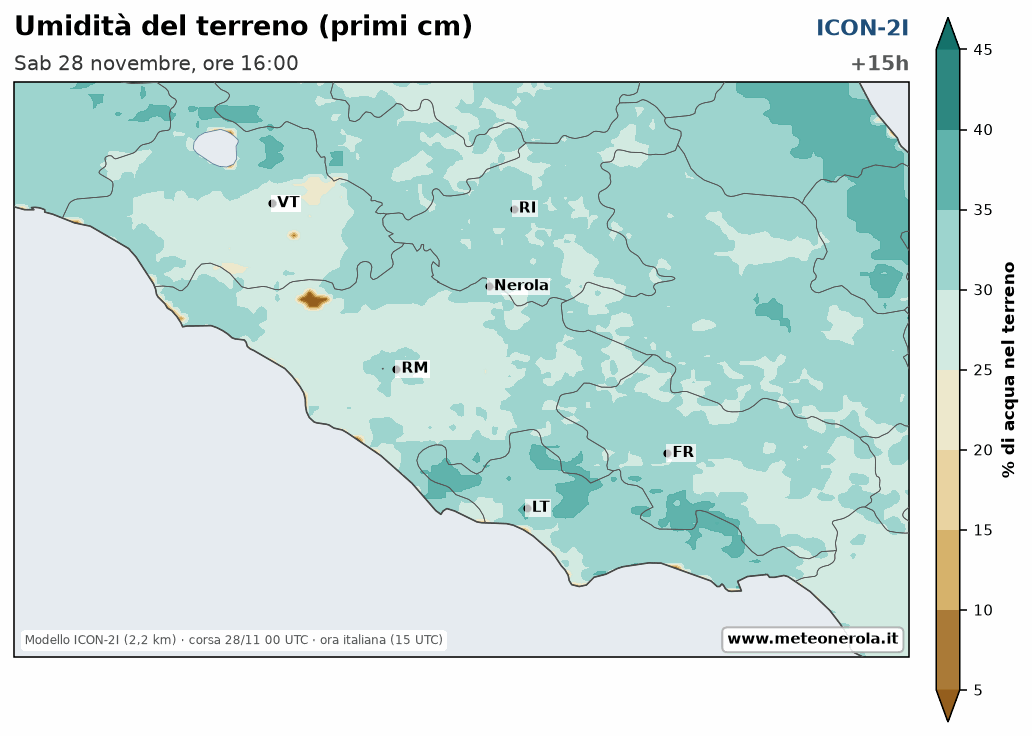 Umidità del terreno (primi cm)
ICON-2I
Sab 28 novembre, ore 16:00
+15h
45
40
35
30
25
20
15
10
5
% di acqua nel terreno
VT
RI
Nerola
RM
FR
LT
Modello ICON-2I (2,2 km) · corsa 28/11 00 UTC · ora italiana (15 UTC)
www.meteonerola.it